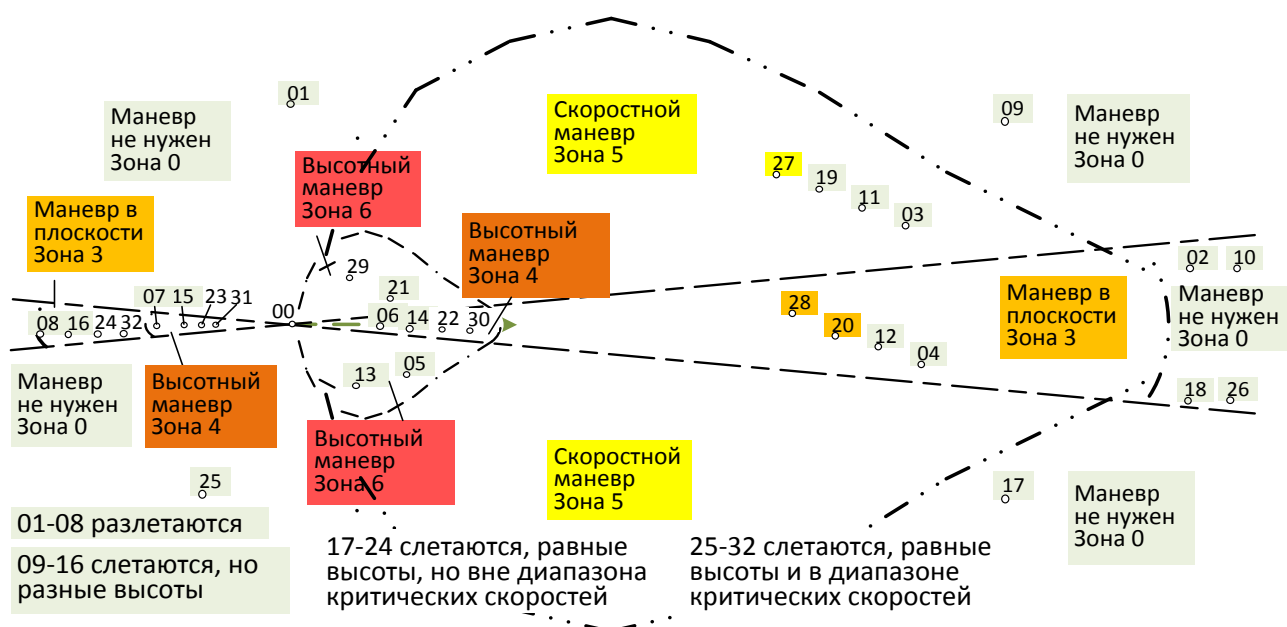 01
09
Маневр
не нужен
Зона 0
Скоростной
маневр
Зона 5
Маневр
не нужен
Зона 0
Высотный
маневр
Зона 6
27
19
11
03
Маневр в
плоскости
Зона 3
Высотный
маневр
Зона 4
29
02
10
21
07
15
23
31
00
28
Маневр в
плоскости
Зона 3
Маневр
не нужен
Зона 0
08
16
24
32
06
14
22
30
20
12
04
05
13
Маневр
не нужен
Зона 0
Высотный
маневр
Зона 4
18
26
Высотный
маневр
Зона 6
Скоростной
маневр
Зона 5
25
17
Маневр
не нужен
Зона 0
01-08 разлетаются
09-16 слетаются, но
разные высоты
17-24 слетаются, равные
высоты, но вне диапазона
критических скоростей
25-32 слетаются, равные
высоты и в диапазоне
критических скоростей